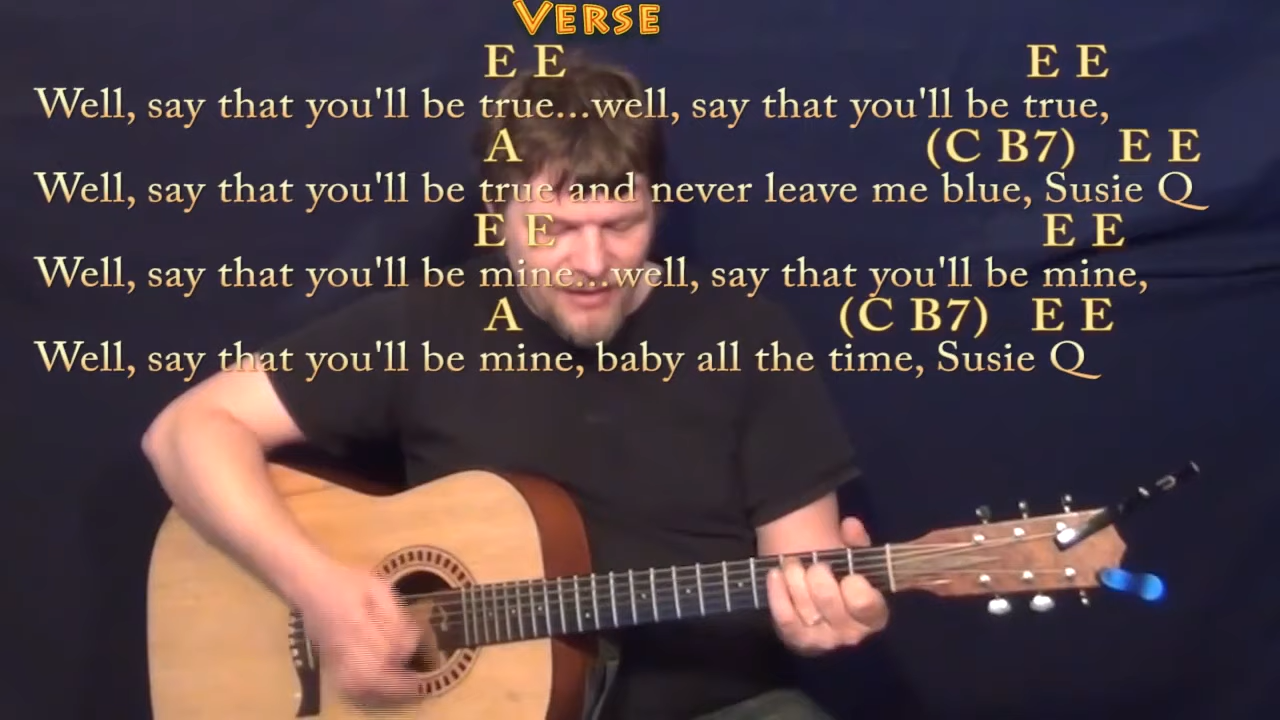 VERSE
E E E E
Well, say that you'll be true...well, say that you'll be true,
A (C B7) E E
Well, say that you'll be true and never leave me blue, Susie Q
E E E E
Well, say that you'll be mine...well, say that you'll be mine,
A (C B7) E E
Well, say that you'll be mine, baby all the time, Susie Q